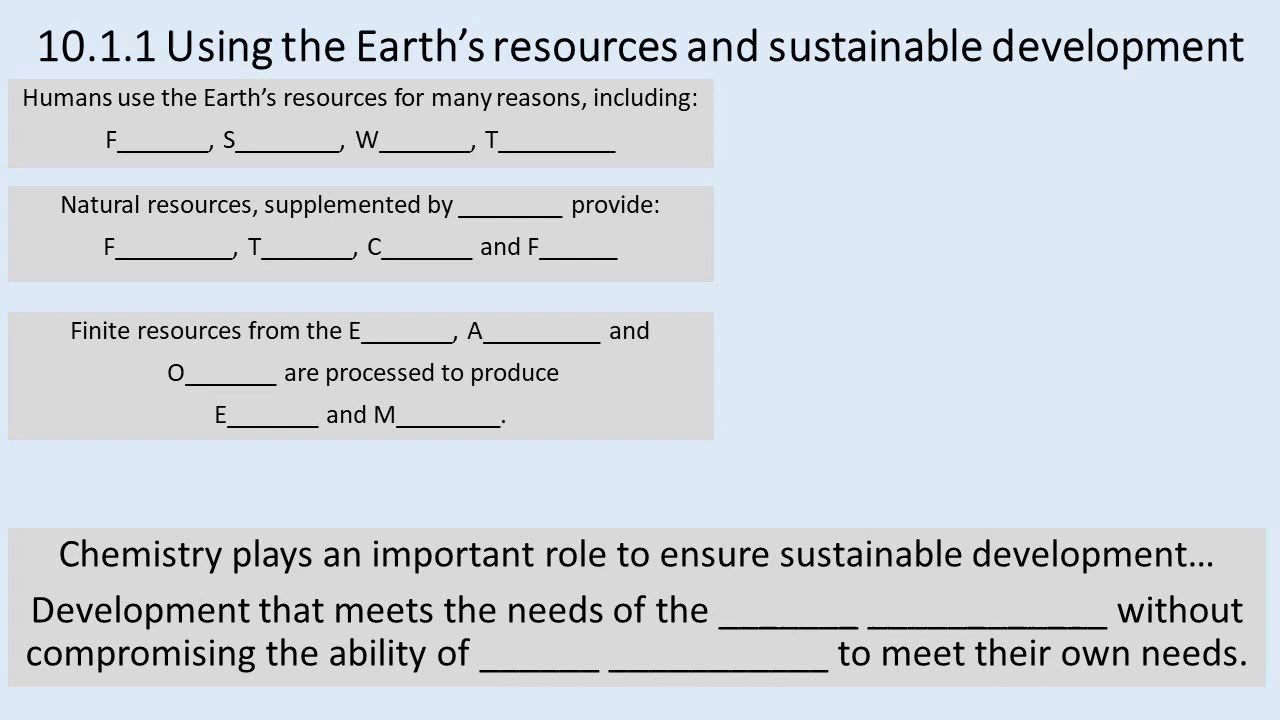 10.1.1 Using the Earth’s resources and sustainable development
Humans use the Earth’s resources for many reasons, including:
F_______, S________, W_______, T_________
Natural resources, supplemented by ________ provide:
F_________, T_______, C_______ and F______
Finite resources from the E_______, A_________ and
O_______ are processed to produce
E_______ and M________.
Chemistry plays an important role to ensure sustainable development…
Development that meets the needs of the _______ ____________ without
compromising the ability of ______ ___________ to meet their own needs.